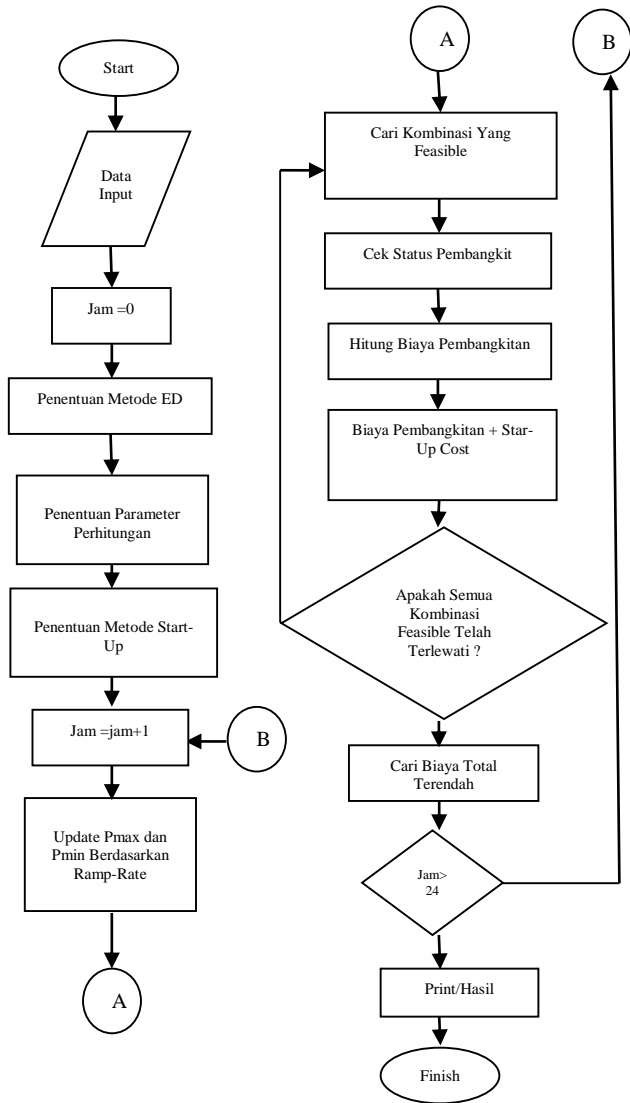 Start
Data
Input
Jam =0
Penentuan Metode ED
Penentuan Parameter
Perhitungan
Penentuan Metode Start-
Up
Jam =jam+1
B
Update Pmax dan
Pmin Berdasarkan
Ramp-Rate
A
A
B
Cari Kombinasi Yang
Feasible
Cek Status Pembangkit
Hitung Biaya Pembangkitan
Biaya Pembangkitan + Star-
Up Cost
Apakah Semua
Kombinasi
Feasible Telah
Terlewati ?
Cari Biaya Total
Terendah
Jam>
24
Print/Hasil
Finish